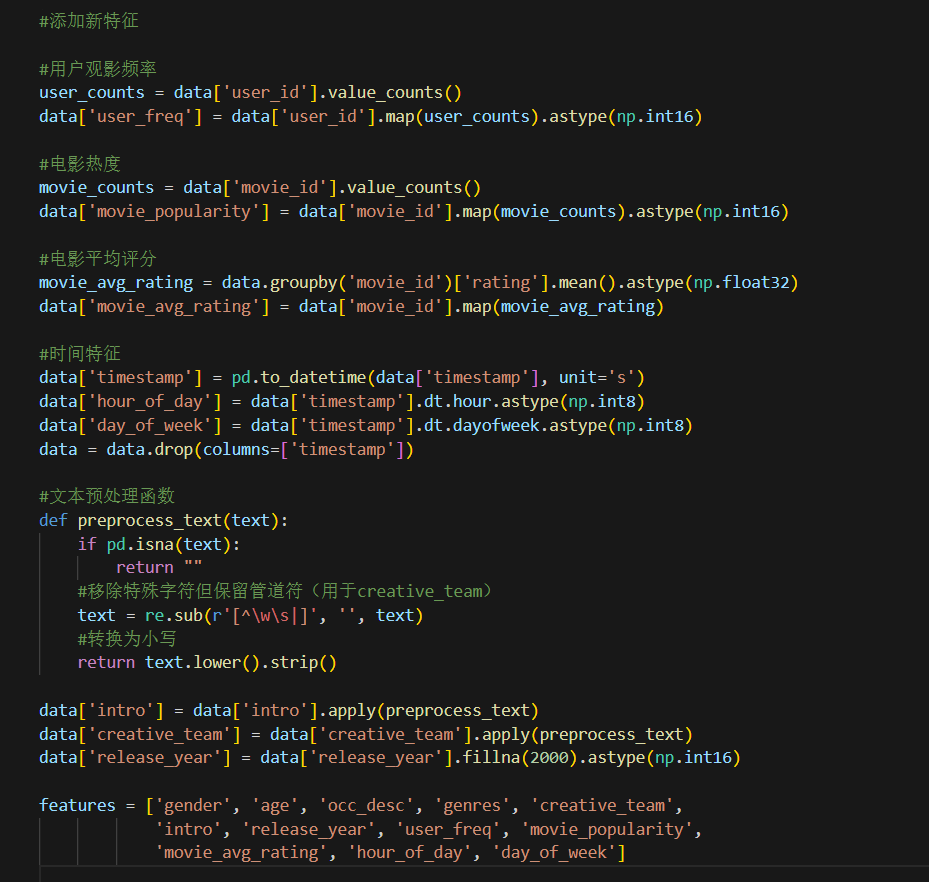 #添加新特征
#用户观影频率
user_counts = data['user_id'].value_counts()
data['user_freq'] = data['user_id'].map(user_counts).astype(np.int16)
#电影热度
movie_counts = data['movie_id'].value_counts()
data['movie_popularity'] = data['movie_id'].map(movie_counts).astype(np.int16)
#电影平均评分
movie_avg_rating = data.groupby('movie_id')['rating'].mean().astype(np.float32)
data['movie_avg_rating'] = data['movie_id'].map(movie_avg_rating)
#时间特征
data['timestamp'] = pd.to_datetime(data['timestamp'], unit='s')
data['hour_of_day'] = data['timestamp'].dt.hour.astype(np.int8)
data['day_of_week'] = data['timestamp'].dt.dayofweek.astype(np.int8)
data = data.drop(columns=['timestamp'])
#文本预处理函数
def preprocess_text(text):
    if pd.isna(text):
        return ""
    #移除特殊字符但保留管道符（用于creative_team）
    text = re.sub(r'[^\w\s|]', '', text)
    #转换为小写
    return text.lower().strip()
data['intro'] = data['intro'].apply(preprocess_text)
data['creative_team'] = data['creative_team'].apply(preprocess_text)
data['release_year'] = data['release_year'].fillna(2000).astype(np.int16)
features = ['gender', 'age', 'occ_desc', 'genres', 'creative_team',
            'intro', 'release_year', 'user_freq', 'movie_popularity',
            'movie_avg_rating', 'hour_of_day', 'day_of_week']